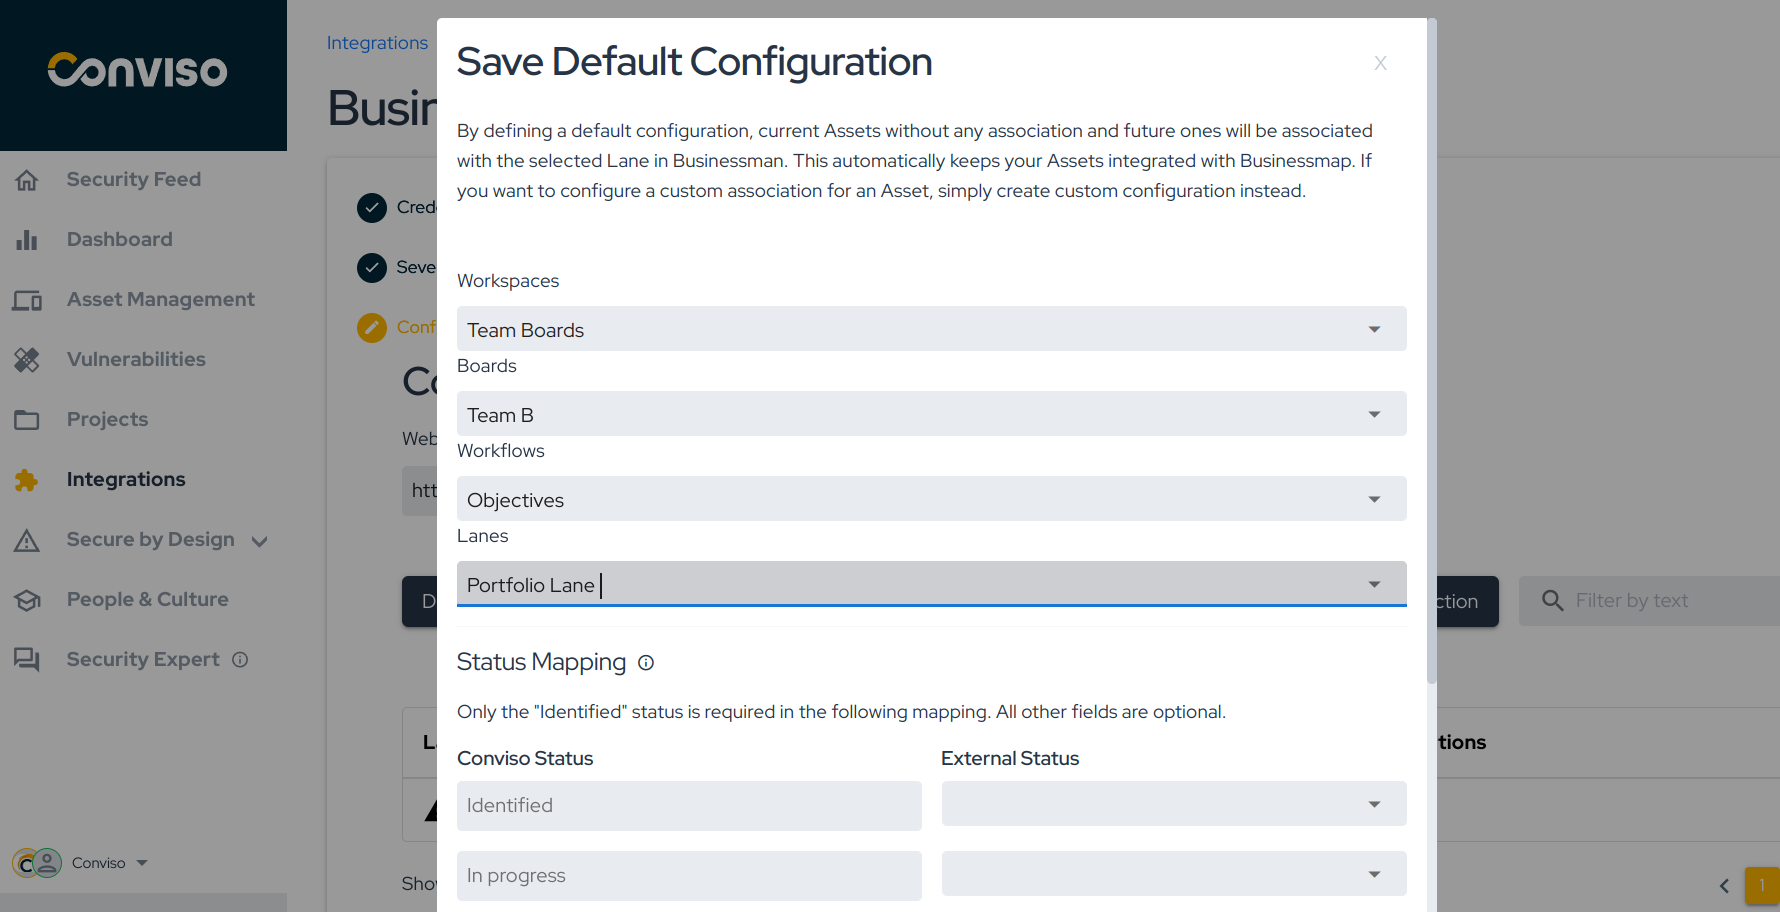 Conviso
Security Feed
Dashboard
Asset Management
Vulnerabilities
Projects
Integrations
Secure by Design
People & Culture
Security Expert
Conviso
Integrations
Busin
Cred
Seve
Conf
Co
Web
htt
D
L
Show
Save Default Configuration
X
By defining a default configuration, current Assets without any association and future ones will be associated
with the selected Lane in Businessman. This automatically keeps your Assets integrated with Businessmap. If
you want to configure a custom association for an Asset, simply create custom configuration instead.
Workspaces
Team Boards
Boards
Team B
Workflows
Objectives
Lanes
Portfolio Lane
Status Mapping
Only the "Identified" status is required in the following mapping. All other fields are optional.
Conviso Status
External Status
Identified
In progress
ction
Filter by text
tions
1